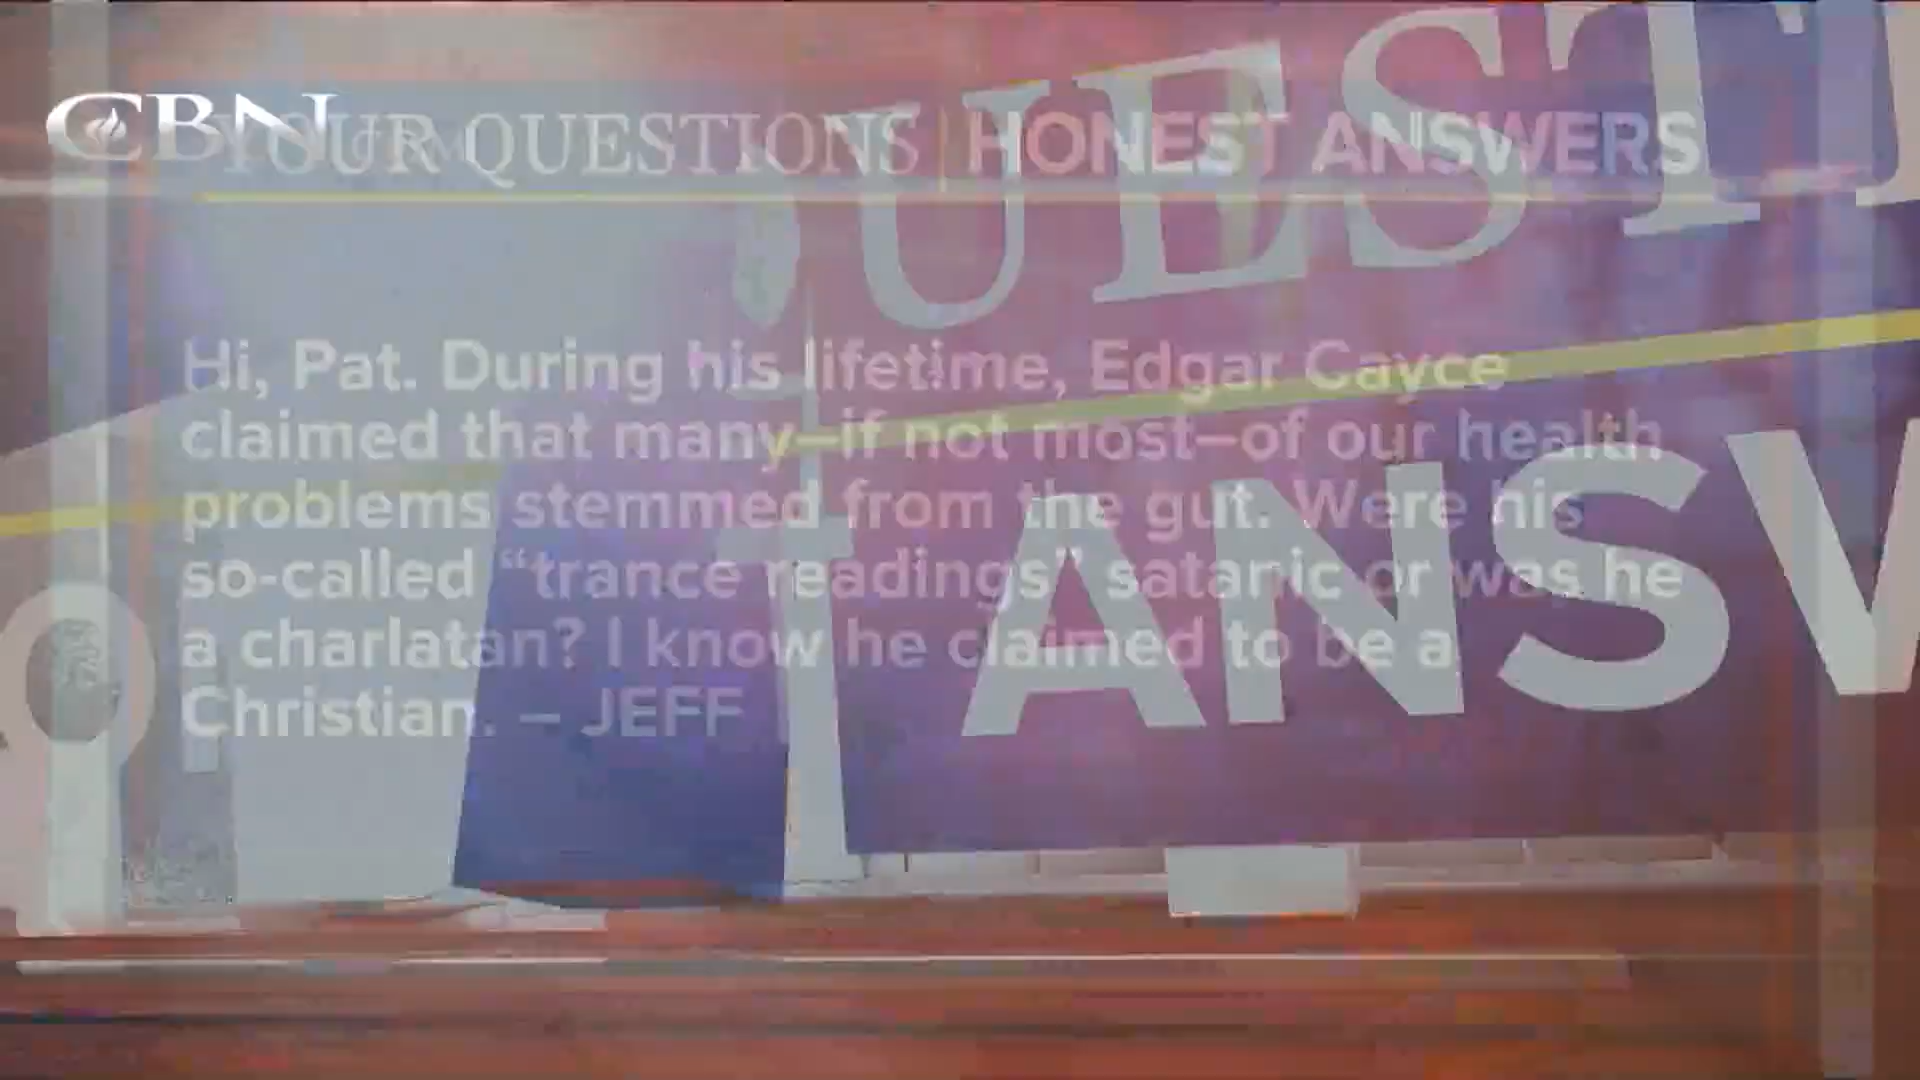 CBN
YOUR QUESTIONS | HONEST ANSWERS
UESTI
Hi, Pat. During his lifetime, Edgar Cayce
claimed that many—if not most—of our health
problems stemmed from the gut. Were his
so-called “trance readings” satanic or was he
a charlatan? I know he claimed to be a
Christian. – JEFF
ANSW